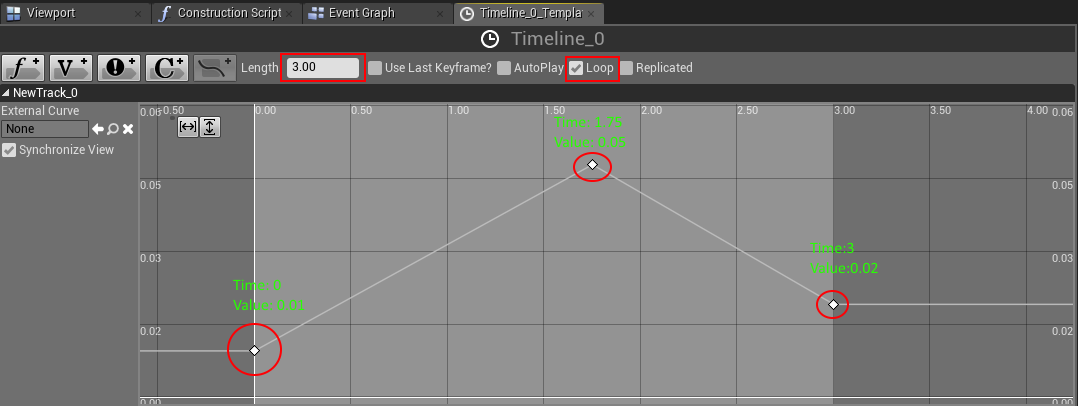 Viewport
Construction Script
Event Graph
Timeline_0_Templa
Timeline_0
Length 3.00 Use Last Keyframe? AutoPlay Loop Replicated
NewTrack_0
External Curve
None
Synchronize View
0.06 -0.50 0.00 0.50 1.00 1.50 2.00 2.50 3.00 3.50 4.00 0.06
Time: 1.75
Value: 0.05
0.05 0.05
0.03 0.03
Time:3
Value:0.02
Time: 0
Value: 0.01
0.02 0.02
0.00 0.00